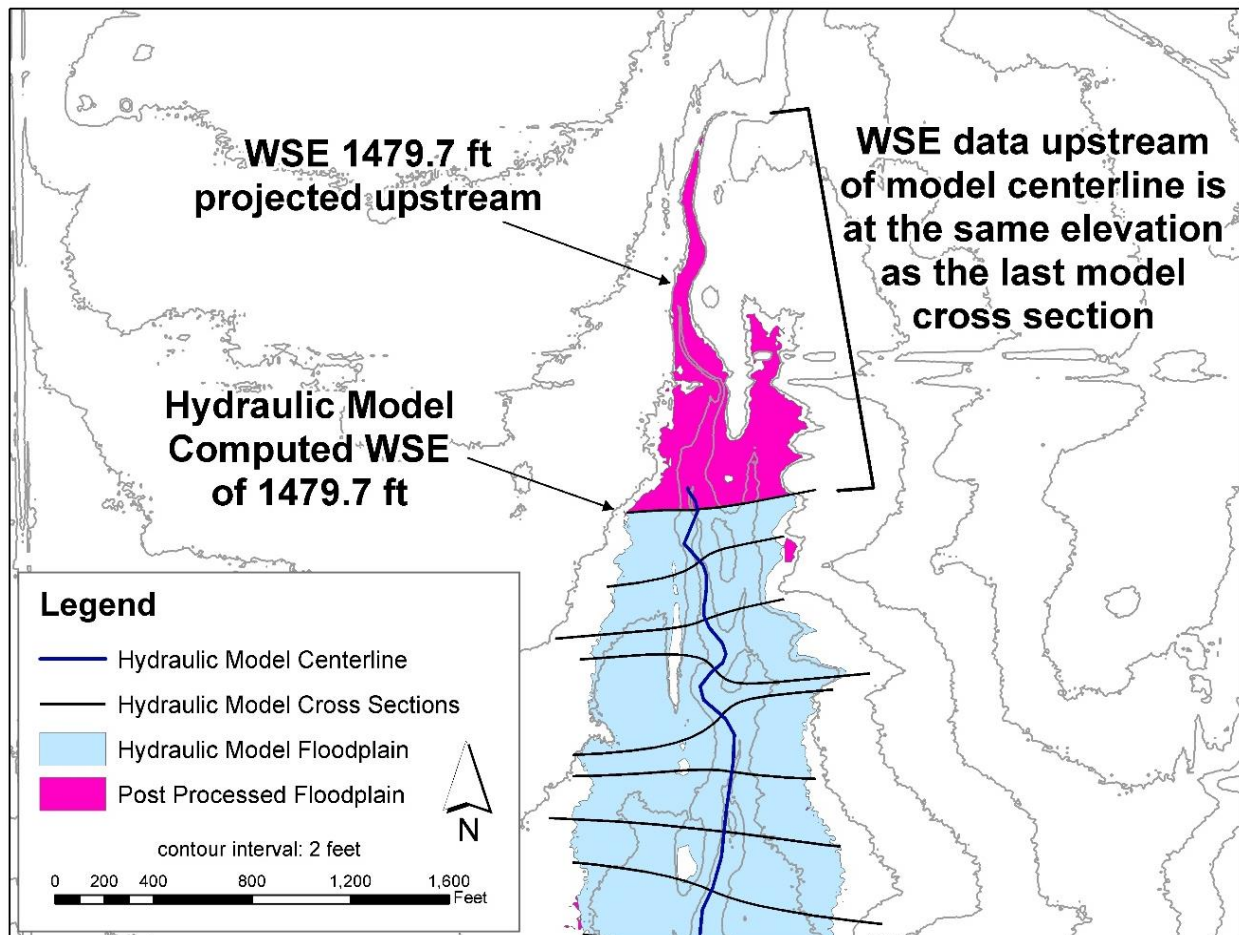 WSE 1479.7 ft
projected upstream
WSE data upstream
of model centerline is
at the same elevation
as the last model
cross section
Hydraulic Model
Computed WSE
of 1479.7 ft
Legend
Hydraulic Model Centerline
Hydraulic Model Cross Sections
Hydraulic Model Floodplain
Post Processed Floodplain
N
contour interval: 2 feet
0 200 400 800 1,200 1,600
Feet